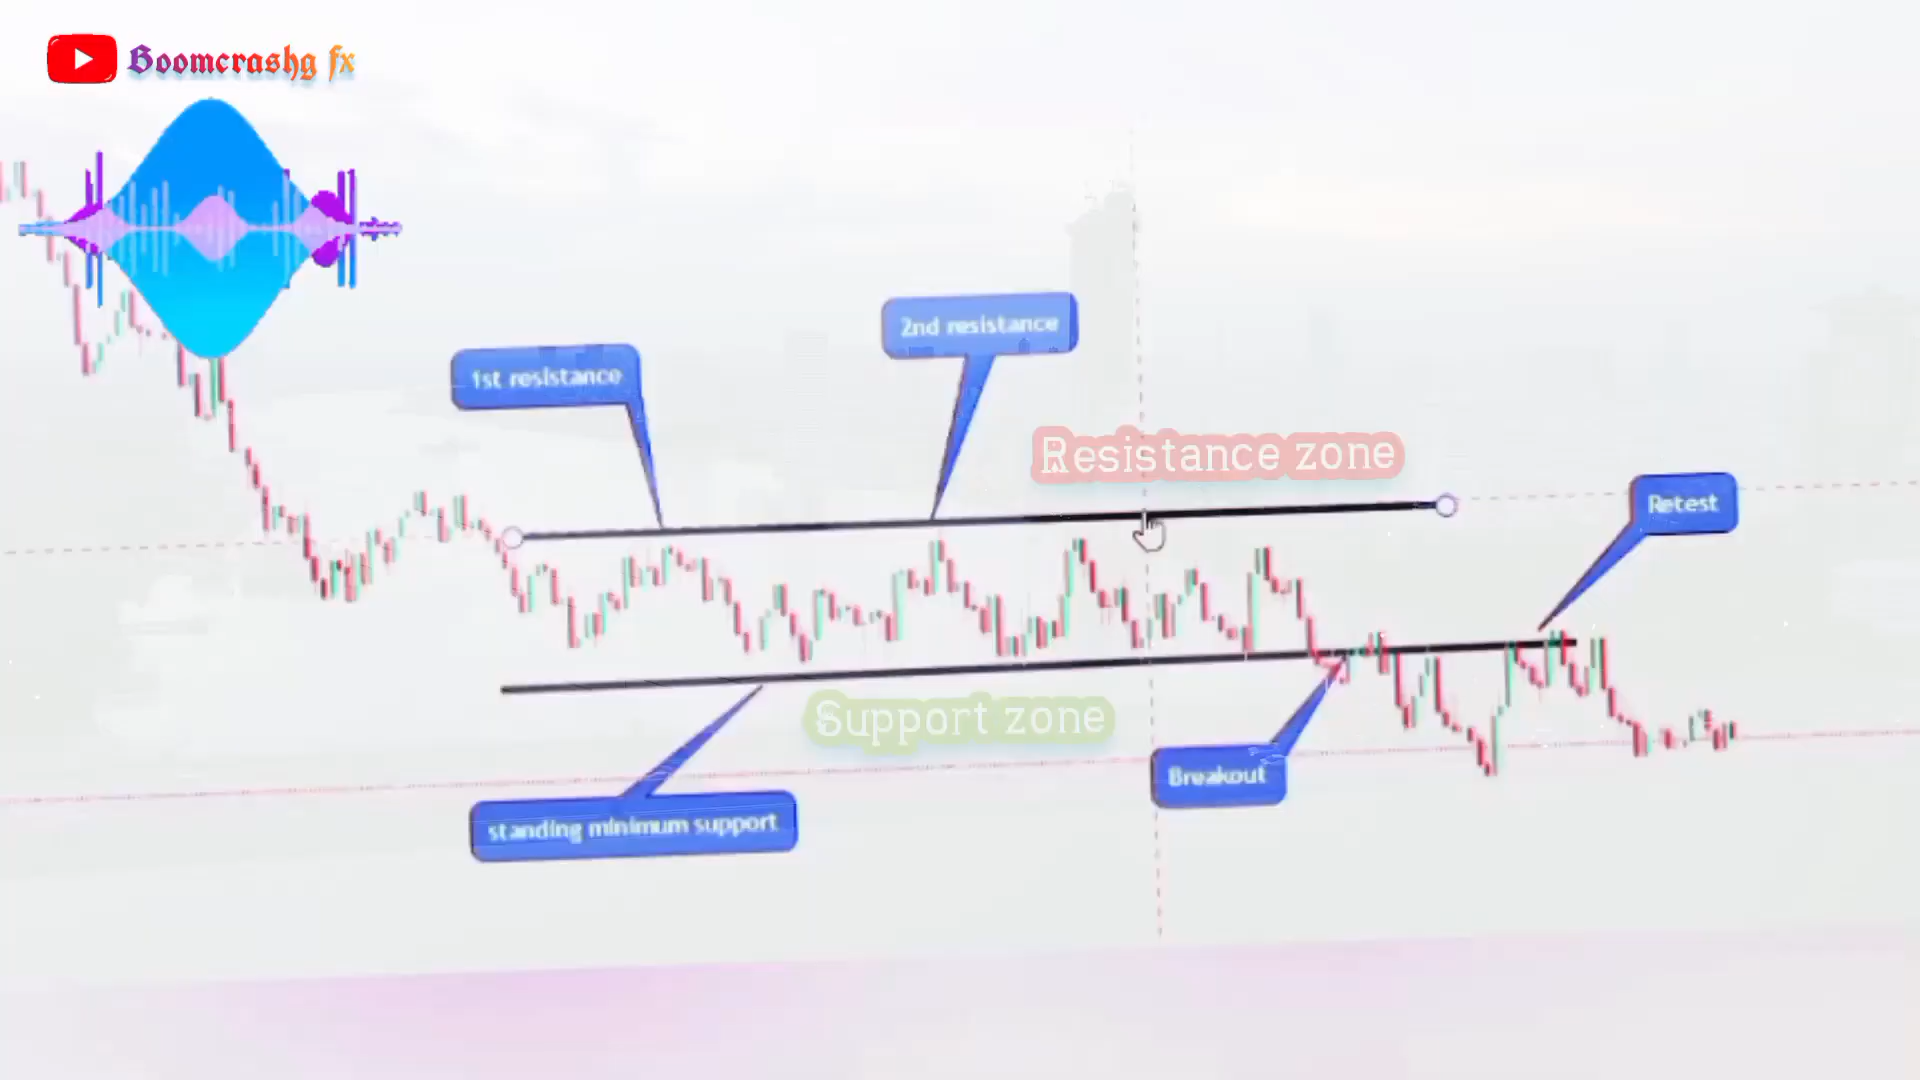 Boomcrashg fx
2nd resistance
1st resistance
Resistance zone
Retest
Support zone
Breakout
standing minimum support